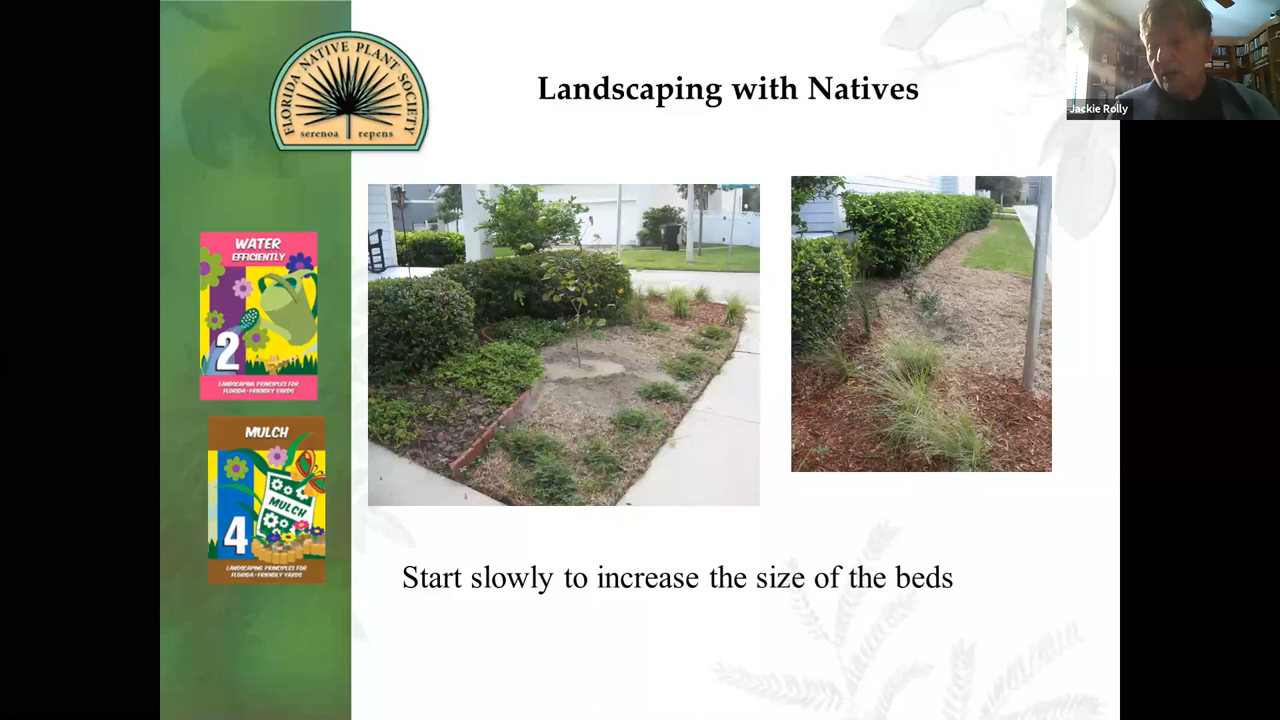 FLORIDA NATIVE PLANT SOCIETY
serenoa repens
Landscaping with Natives
Jackie Rolly
WATER
EFFICIENTLY
2
LANDSCAPING PRINCIPLES FOR
FLORIDA-FRIENDLY YARDS
MULCH
MULCH
4
LANDSCAPING PRINCIPLES FOR
FLORIDA-FRIENDLY YARDS
Start slowly to increase the size of the beds